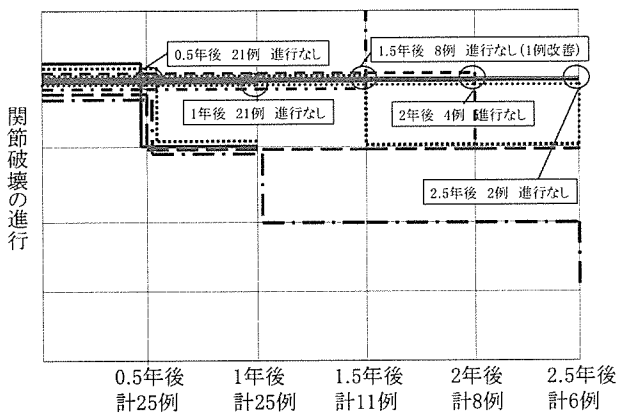 関節破壊の進行
0.5年後 21例 進行なし
1.5年後 8例 進行なし(1例改善)
1年後 21例 進行なし
2年後 4例 進行なし
2.5年後 2例 進行なし
0.5年後 1年後 1.5年後 2年後 2.5年後
計25例 計25例 計11例 計8例 計6例